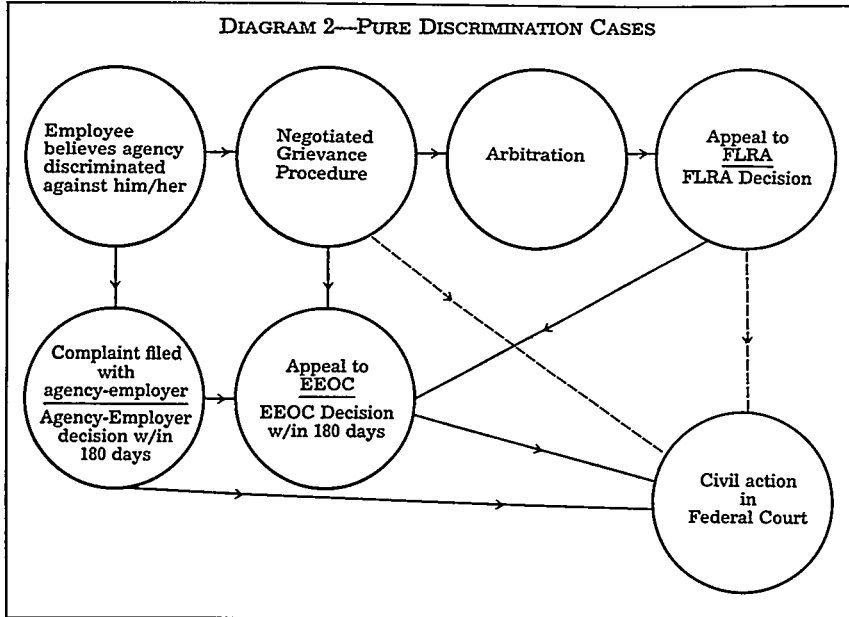 DIAGRAM 2—PURE DISCRIMINATION CASES
Employee
believes agency
discriminated
against him/her
Negotiated
Grievance
Procedure
Arbitration
Appeal to
FLRA
FLRA Decision
Complaint filed
with
agency-employer
Agency-Employer
decision w/in
180 days
Appeal to
EEOC
EEOC Decision
w/in 180 days
Civil action
in
Federal Court